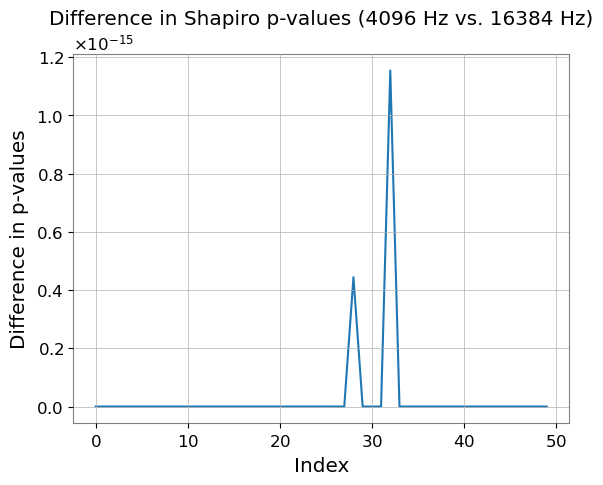 Difference in Shapiro p-values (4096 Hz vs. 16384 Hz)
×10⁻¹⁵
1.2
1.0
0.8
0.6
0.4
0.2
0.0
Difference in p-values
0 10 20 30 40 50
Index